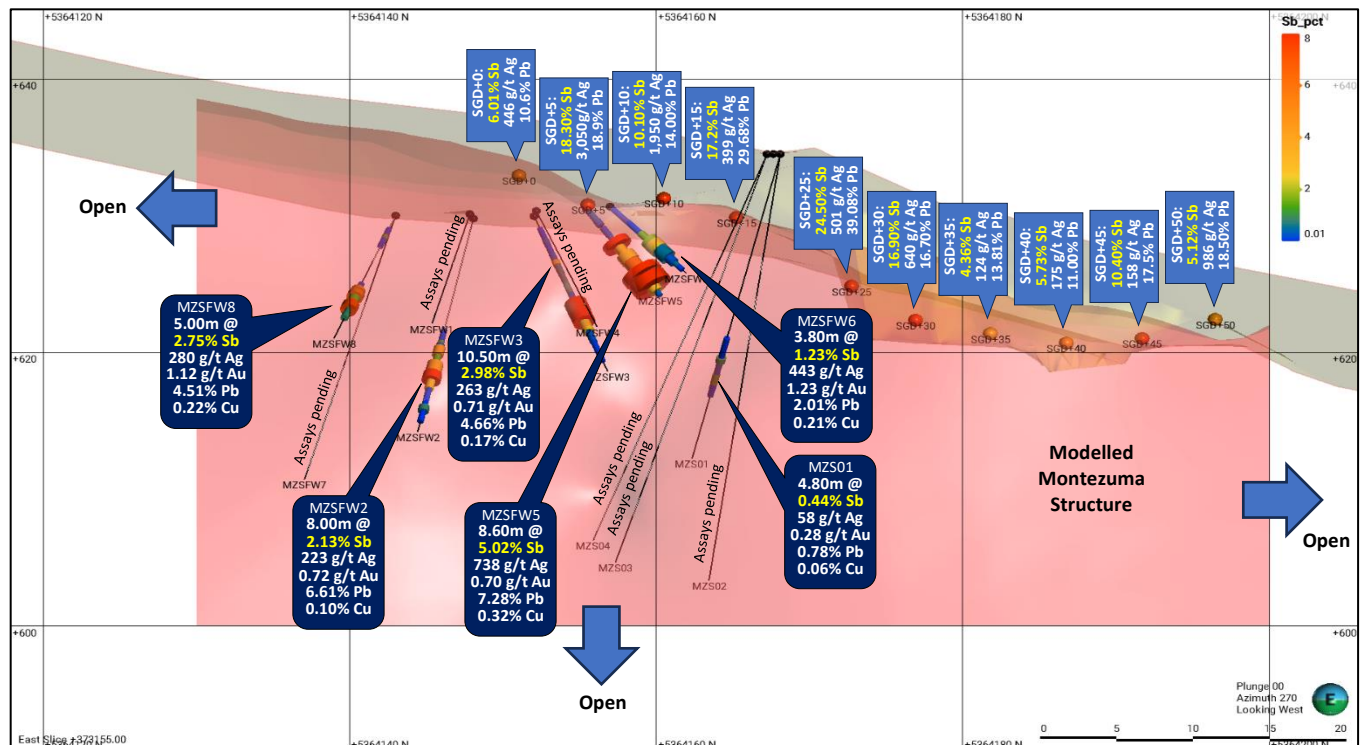 +5364120 N
+5364140 N
+5364160 N
+5364180 N
+5364200 N
Sb_pct
8
6
4
2
0.01
+640
+640
+620
+620
+600
+600
SGD+0:
6.01% Sb
446 g/t Ag
10.6% Pb
SGD+5:
18.30% Sb
3,050g/t Ag
18.9% Pb
SGD+10:
10.10% Sb
1,950 g/t Ag
14.00% Pb
SGD+15:
17.2% Sb
399 g/t Ag
29.68% Pb
SGD+25:
24.50% Sb
501 g/t Ag
39.08% Pb
SGD+30:
16.90% Sb
640 g/t Ag
16.70% Pb
SGD+35:
4.36% Sb
124 g/t Ag
13.81% Pb
SGD+40:
5.73% Sb
175 g/t Ag
11.00% Pb
SGD+45:
10.40% Sb
158 g/t Ag
17.5% Pb
SGD+50:
5.12% Sb
986 g/t Ag
18.50% Pb
SGD+0
SGD+5
SGD+10
SGD+15
SGD+25
SGD+30
SGD+35
SGD+40
SGD+45
SGD+50
Open
Open
Open
Assays pending
Assays pending
Assays pending
Assays pending
Assays pending
Assays pending
MZSFW8
MZSFW7
MZSFW1
MZSFW2
MZSFW4
MZSFW3
MZSFW5
MZSFW
MZS01
MZS04
MZS03
MZS02
MZSFW8
5.00m @
2.75% Sb
280 g/t Ag
1.12 g/t Au
4.51% Pb
0.22% Cu
MZSFW3
10.50m @
2.98% Sb
263 g/t Ag
0.71 g/t Au
4.66% Pb
0.17% Cu
MZSFW6
3.80m @
1.23% Sb
443 g/t Ag
1.23 g/t Au
2.01% Pb
0.21% Cu
MZSFW2
8.00m @
2.13% Sb
223 g/t Ag
0.72 g/t Au
6.61% Pb
0.10% Cu
MZSFW5
8.60m @
5.02% Sb
738 g/t Ag
0.70 g/t Au
7.28% Pb
0.32% Cu
MZS01
4.80m @
0.44% Sb
58 g/t Ag
0.28 g/t Au
0.78% Pb
0.06% Cu
Modelled
Montezuma
Structure
Plunge 00
Azimuth 270
Looking West
E
0 5 10 15 20
East Slice +373155.00
+5364140 N
+5364160 N
+5364180 N
+5364200 N